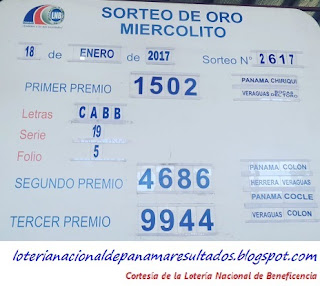 LNB
SORTEO DE ORO
MIERCOLITO
18 de ENERO de 2017 Sorteo N° 2617
PRIMER PREMIO 1502 PANAMA CHIRIQUI
VERAGUAS
Letras CABB
Serie 19
Folio 5
SEGUNDO PREMIO 4686 PANAMA COLON
HERRERA VERAGUAS
TERCER PREMIO 9944 PANAMA COCLE
VERAGUAS COLON
loterianacionaldepanamaresultados.blogspot.com
Cortesía de la Lotería Nacional de Beneficencia